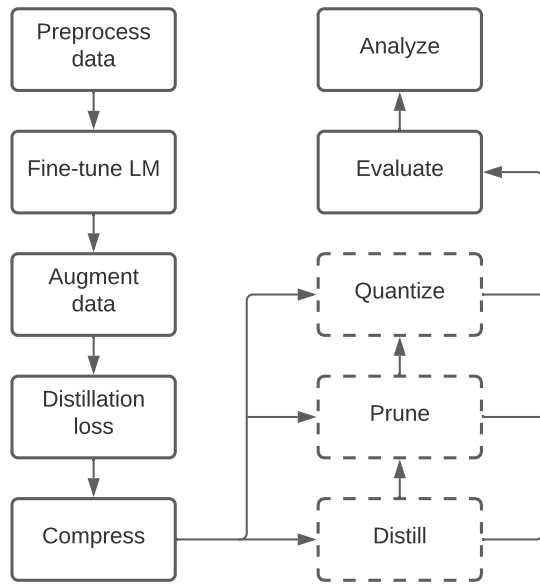 Preprocess
data
Fine-tune LM
Augment
data
Distillation
loss
Compress
Analyze
Evaluate
Quantize
Prune
Distill